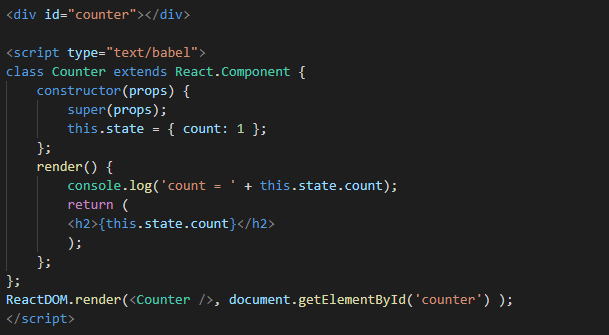 <div id="counter"></div>

<script type="text/babel">
class Counter extends React.Component {
    constructor(props) {
        super(props);
        this.state = { count: 1 };
    };
    render() {
        console.log('count = ' + this.state.count);
        return (
        <h2>{this.state.count}</h2>
        );
    };
};
ReactDOM.render(<Counter />, document.getElementById('counter') );
</script>